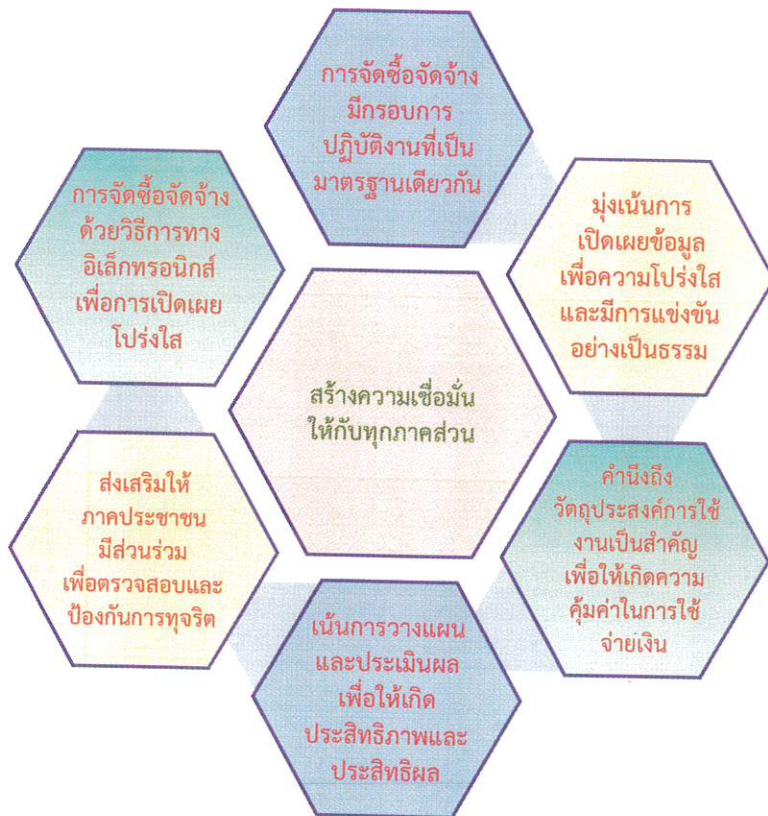 การจัดซื้อจัดจ้าง
มีกรอบการ
ปฏิบัติงานที่เป็น
มาตรฐานเดียวกัน
มุ่งเน้นการ
เปิดเผยข้อมูล
เพื่อความโปร่งใส
และมีการแข่งขัน
อย่างเป็นธรรม
คำนึงถึง
วัตถุประสงค์การใช้
งานเป็นสำคัญ
เพื่อให้เกิดความ
คุ้มค่าในการใช้
จ่ายเงิน
เน้นการวางแผน
และประเมินผล
เพื่อให้เกิด
ประสิทธิภาพและ
ประสิทธิผล
ส่งเสริมให้
ภาคประชาชน
มีส่วนร่วม
เพื่อตรวจสอบและ
ป้องกันการทุจริต
การจัดซื้อจัดจ้าง
ด้วยวิธีการทาง
อิเล็กทรอนิกส์
เพื่อการเปิดเผย
โปร่งใส
สร้างความเชื่อมั่น
ให้กับทุกภาคส่วน